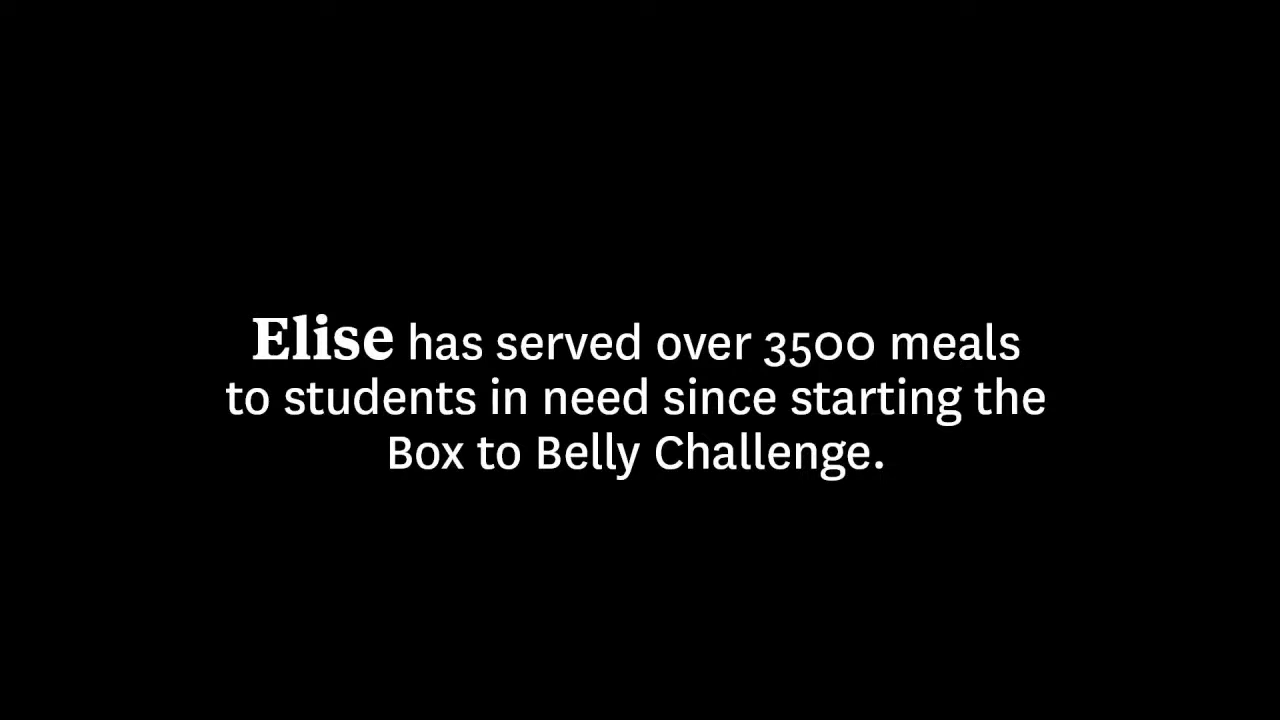 Elise has served over 3500 meals
to students in need since starting the
Box to Belly Challenge.